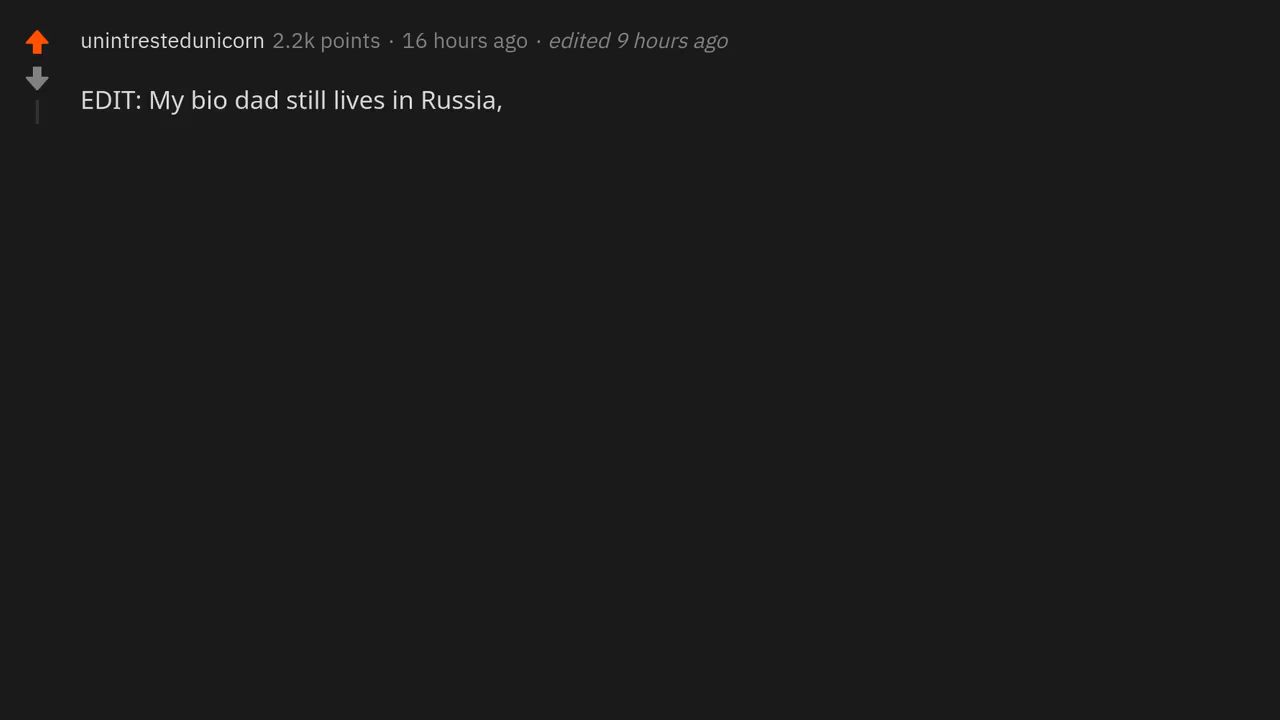 unintrestedunicorn 2.2k points · 16 hours ago · edited 9 hours ago
EDIT: My bio dad still lives in Russia,